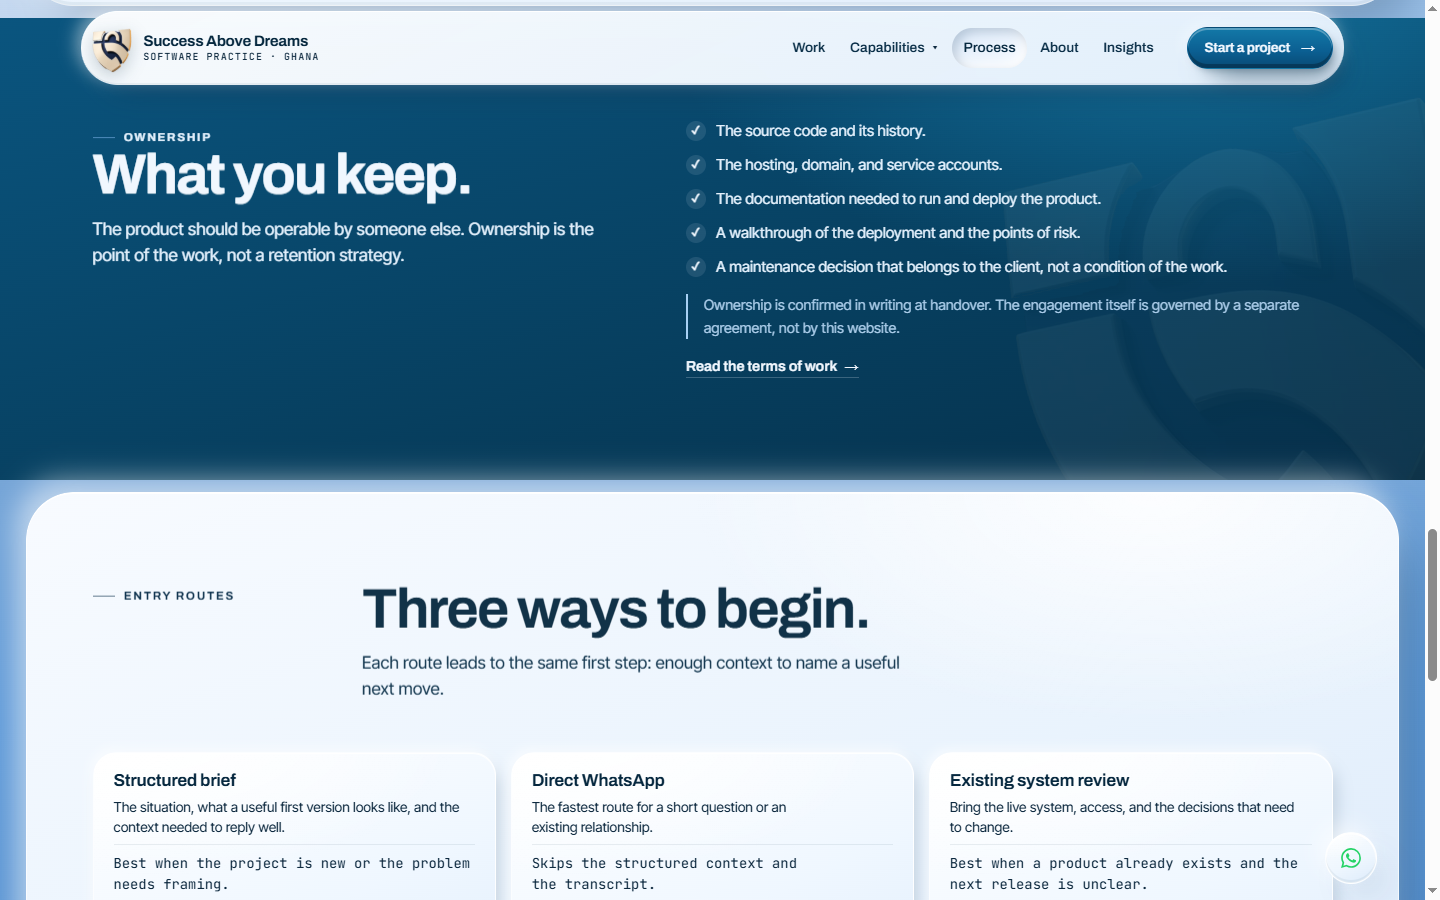 Success Above Dreams
SOFTWARE PRACTICE · GHANA
Work
Capabilities
Process
About
Insights
Start a project →
OWNERSHIP
What you keep.
The product should be operable by someone else. Ownership is the
point of the work, not a retention strategy.
✓ The source code and its history.
✓ The hosting, domain, and service accounts.
✓ The documentation needed to run and deploy the product.
✓ A walkthrough of the deployment and the points of risk.
✓ A maintenance decision that belongs to the client, not a condition of the work.
Ownership is confirmed in writing at handover. The engagement itself is governed by a separate
agreement, not by this website.
Read the terms of work →
ENTRY ROUTES
Three ways to begin.
Each route leads to the same first step: enough context to name a useful
next move.
Structured brief
The situation, what a useful first version looks like, and the
context needed to reply well.
Best when the project is new or the problem
needs framing.
Direct WhatsApp
The fastest route for a short question or an
existing relationship.
Skips the structured context and
the transcript.
Existing system review
Bring the live system, access, and the decisions that need
to change.
Best when a product already exists and the
next release is unclear.